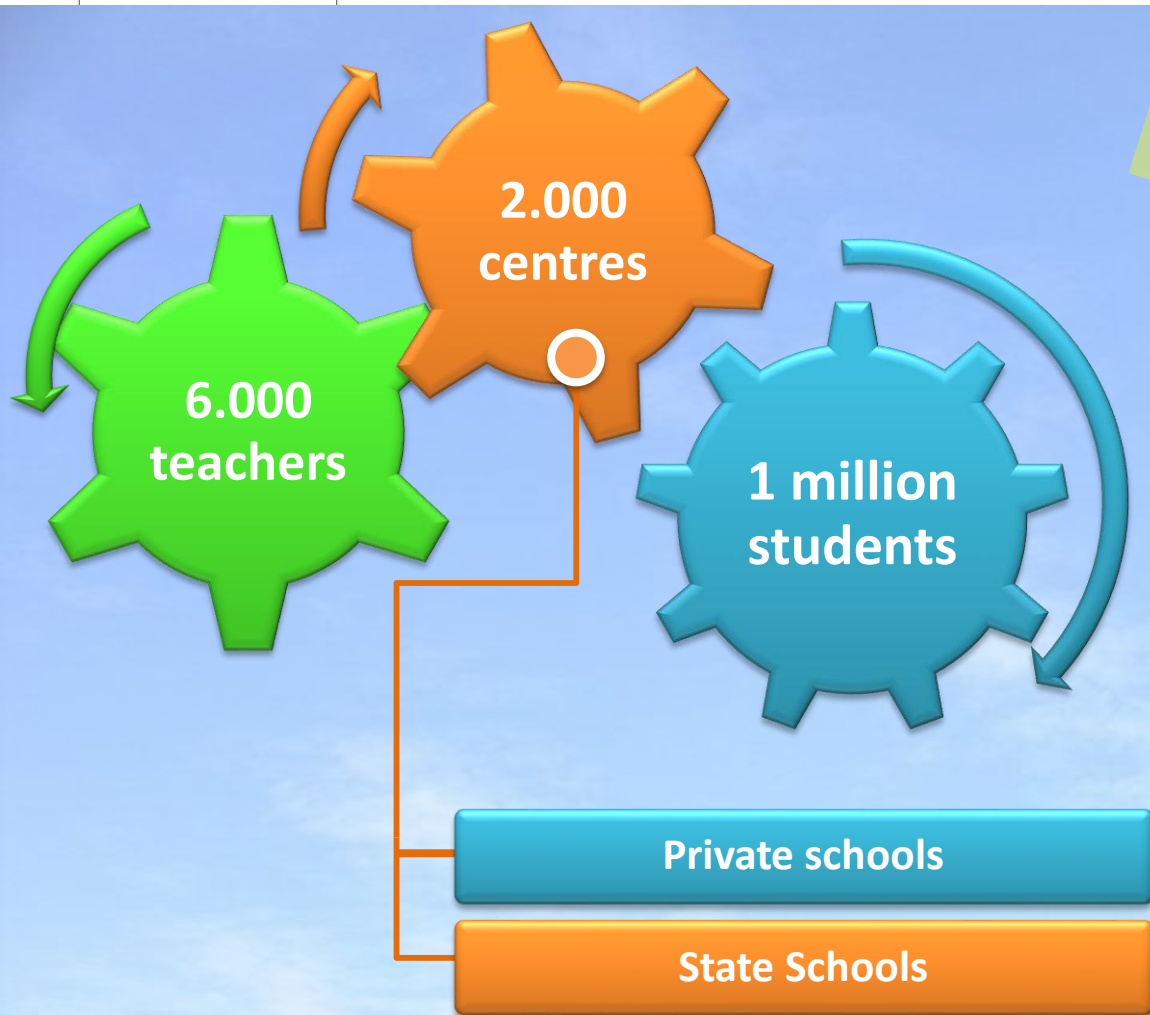 2.000
centres
6.000
teachers
1 million
students
Private schools
State Schools